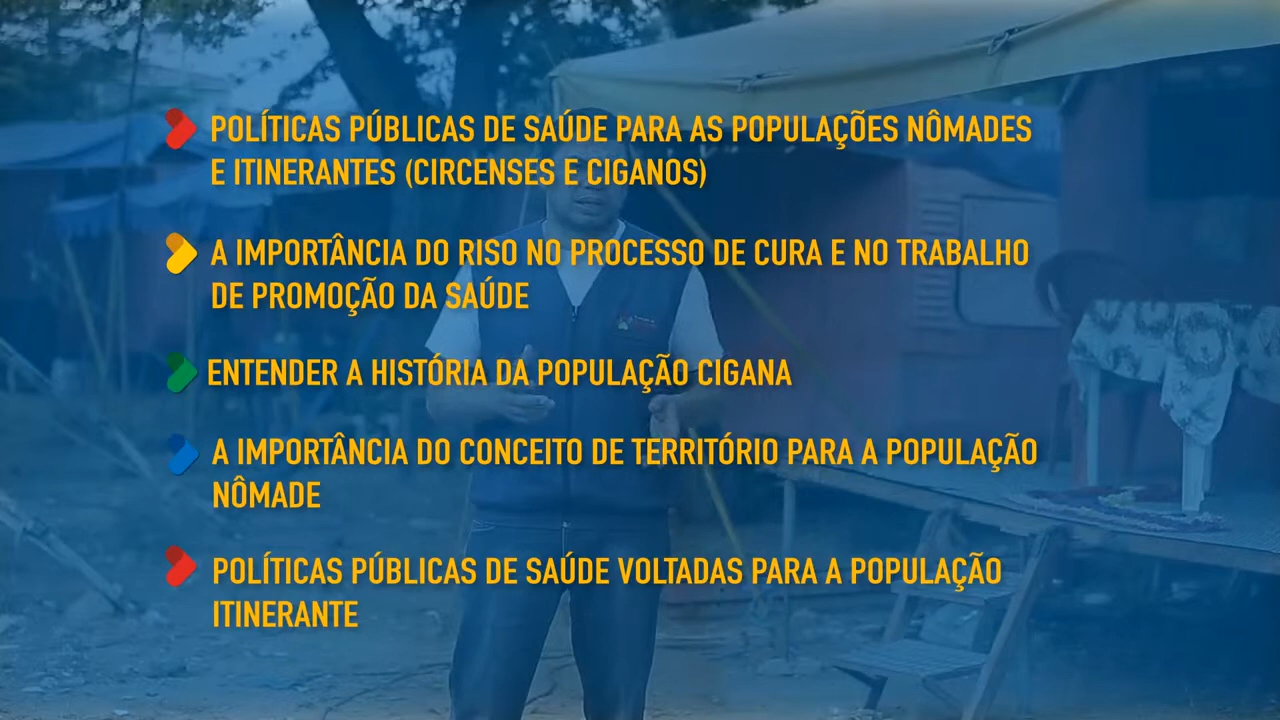 POLÍTICAS PÚBLICAS DE SAÚDE PARA AS POPULAÇÕES NÔMADES
E ITINERANTES (CIRCENSES E CIGANOS)
A IMPORTÂNCIA DO RISO NO PROCESSO DE CURA E NO TRABALHO
DE PROMOÇÃO DA SAÚDE
ENTENDER A HISTÓRIA DA POPULAÇÃO CIGANA
A IMPORTÂNCIA DO CONCEITO DE TERRITÓRIO PARA A POPULAÇÃO
NÔMADE
POLÍTICAS PÚBLICAS DE SAÚDE VOLTADAS PARA A POPULAÇÃO
ITINERANTE